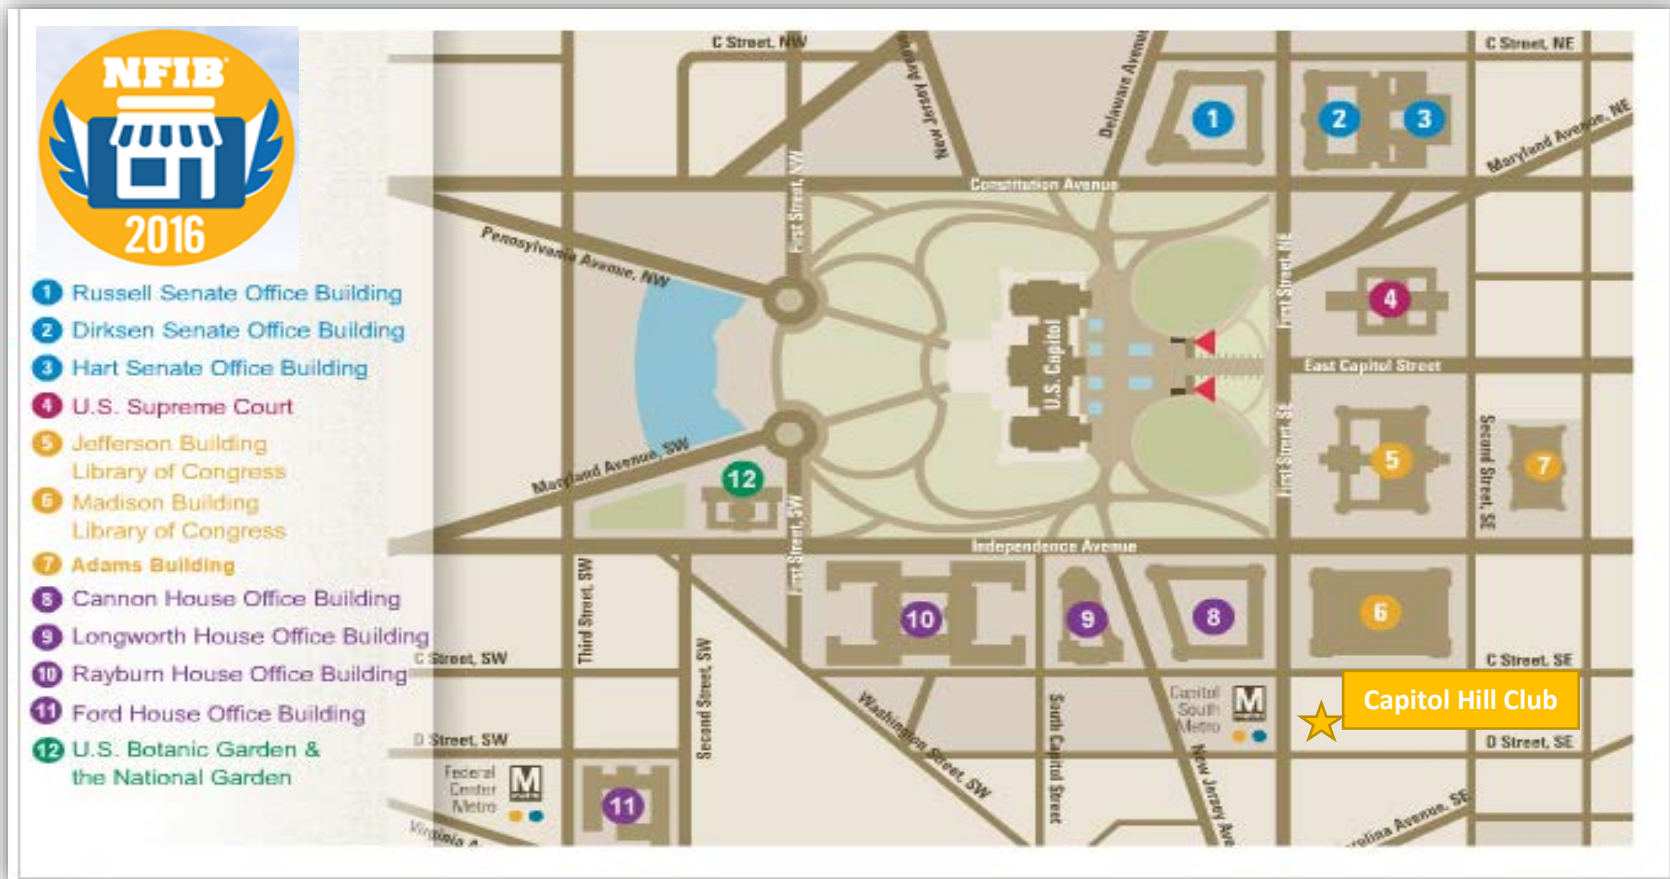 NFIB
2016
1 Russell Senate Office Building
2 Dirksen Senate Office Building
3 Hart Senate Office Building
4 U.S. Supreme Court
5 Jefferson Building
Library of Congress
6 Madison Building
Library of Congress
7 Adams Building
8 Cannon House Office Building
9 Longworth House Office Building
10 Rayburn House Office Building
11 Ford House Office Building
12 U.S. Botanic Garden &
the National Garden
C Street, NW
New Jersey Avenue
Delaware Avenue
C Street, NE
1
2
3
Maryland Avenue, NE
Constitution Avenue
First Street, NW
Pennsylvania Avenue, NW
First Street, NE
4
U.S. Capitol
East Capitol Street
Maryland Avenue, SW
12
First Street, SW
First Street, SE
5
Second Street, SE
7
Independence Avenue
Third Street, SW
10
9
8
6
C Street, SW
Second Street, SW
C Street, SE
Washington Street, SW
South Capitol Street
Capitol
South
Metro
M
Capitol Hill Club
D Street, SW
D Street, SE
Federal
Center
Metro
M
11
New Jersey Ave
Virginia A
rolina Avenue, SE